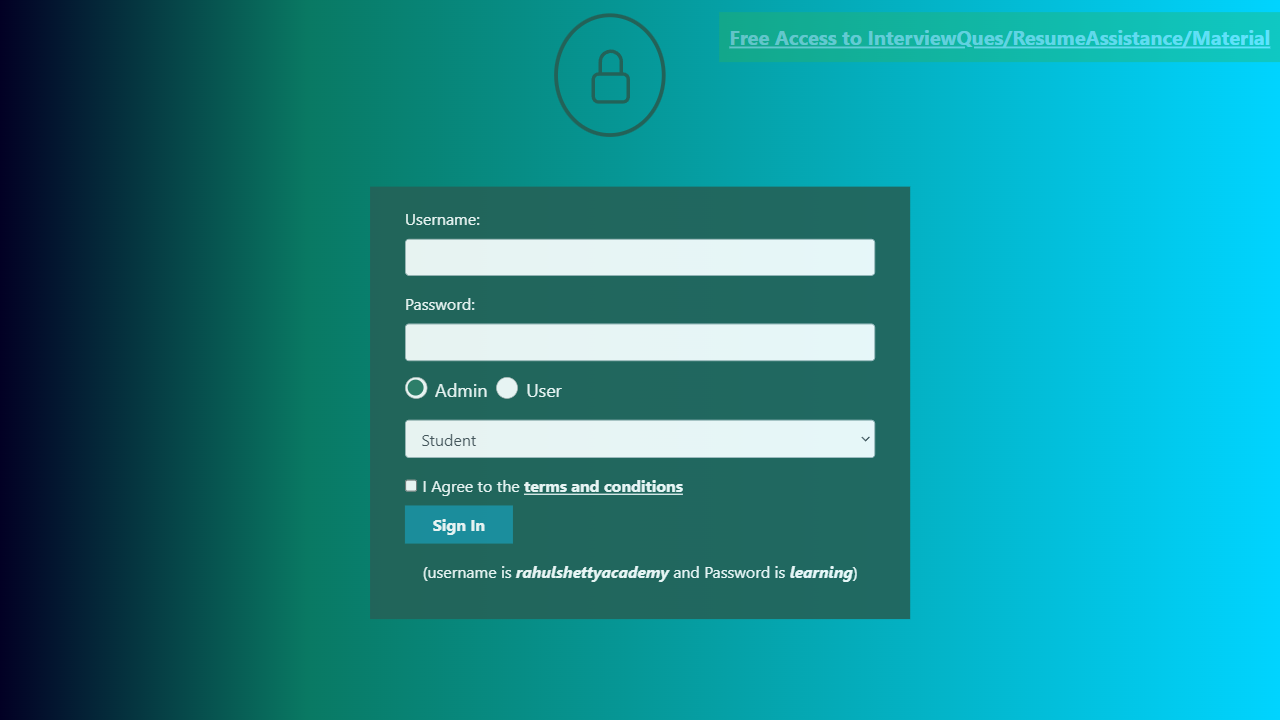 Free Access to InterviewQues/ResumeAssistance/Material
Username:
Password:
Admin User
Student
I Agree to the terms and conditions
Sign In
(username is rahulshettyacademy and Password is learning)